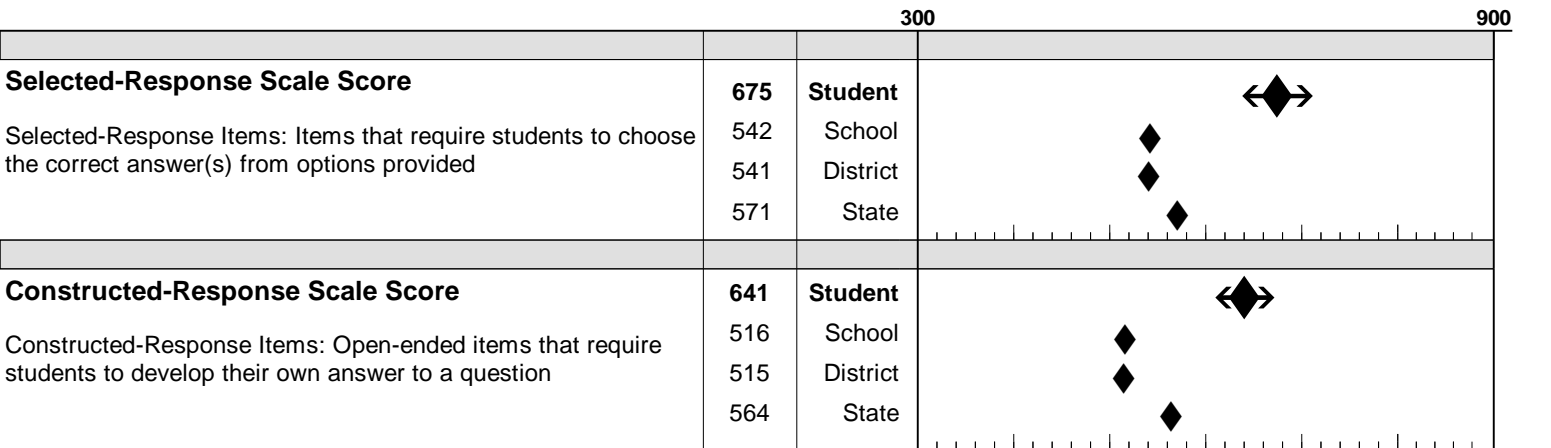 300 900
Selected-Response Scale Score
675 Student
Selected-Response Items: Items that require students to choose
the correct answer(s) from options provided
542 School
541 District
571 State
Constructed-Response Scale Score
641 Student
Constructed-Response Items: Open-ended items that require
students to develop their own answer to a question
516 School
515 District
564 State